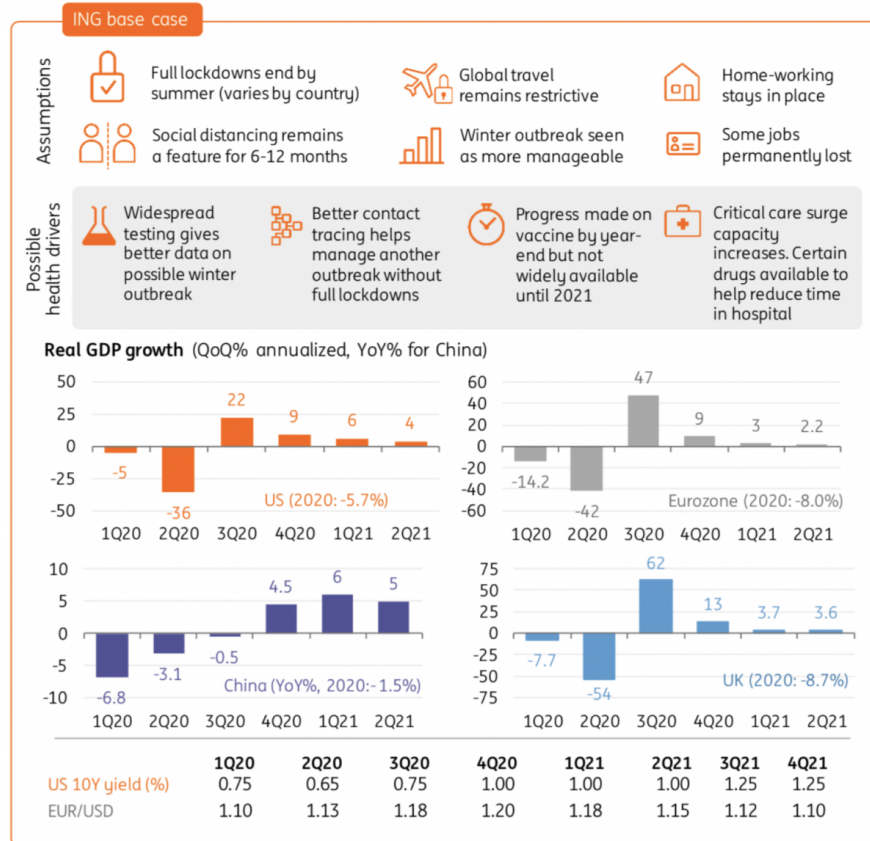 ING base case
Assumptions
Full lockdowns end by
summer (varies by country)
Global travel
remains restrictive
Home-working
stays in place
Social distancing remains
a feature for 6-12 months
Winter outbreak seen
as more manageable
Some jobs
permanently lost
Possible
health drivers
Widespread
testing gives
better data on
possible winter
outbreak
Better contact
tracing helps
manage another
outbreak without
full lockdowns
Progress made on
vaccine by year-
end but not
widely available
until 2021
Critical care surge
capacity
increases. Certain
drugs available to
help reduce time
in hospital
Real GDP growth (QoQ% annualized, YoY% for China)
50
25
0
-25
-50
-5
-36
22
9
6
4
US (2020: -5.7%)
1Q20 2Q20 3Q20 4Q20 1Q21 2Q21
60
40
20
0
-20
-40
-60
-14.2
-42
47
9
3
2.2
Eurozone (2020: -8.0%)
1Q20 2Q20 3Q20 4Q20 1Q21 2Q21
10
5
0
-5
-10
-6.8
-3.1
-0.5
4.5
6
5
China (YoY%, 2020:-1.5%)
1Q20 2Q20 3Q20 4Q20 1Q21 2Q21
75
50
25
0
-25
-50
-75
-7.7
-54
62
13
3.7
3.6
UK (2020: -8.7%)
1Q20 2Q20 3Q20 4Q20 1Q21 2Q21
1Q20 2Q20 3Q20 4Q20 1Q21 2Q21 3Q21 4Q21
US 10Y yield (%) 0.75 0.65 0.75 1.00 1.00 1.00 1.25 1.25
EUR/USD 1.10 1.13 1.18 1.20 1.18 1.15 1.12 1.10